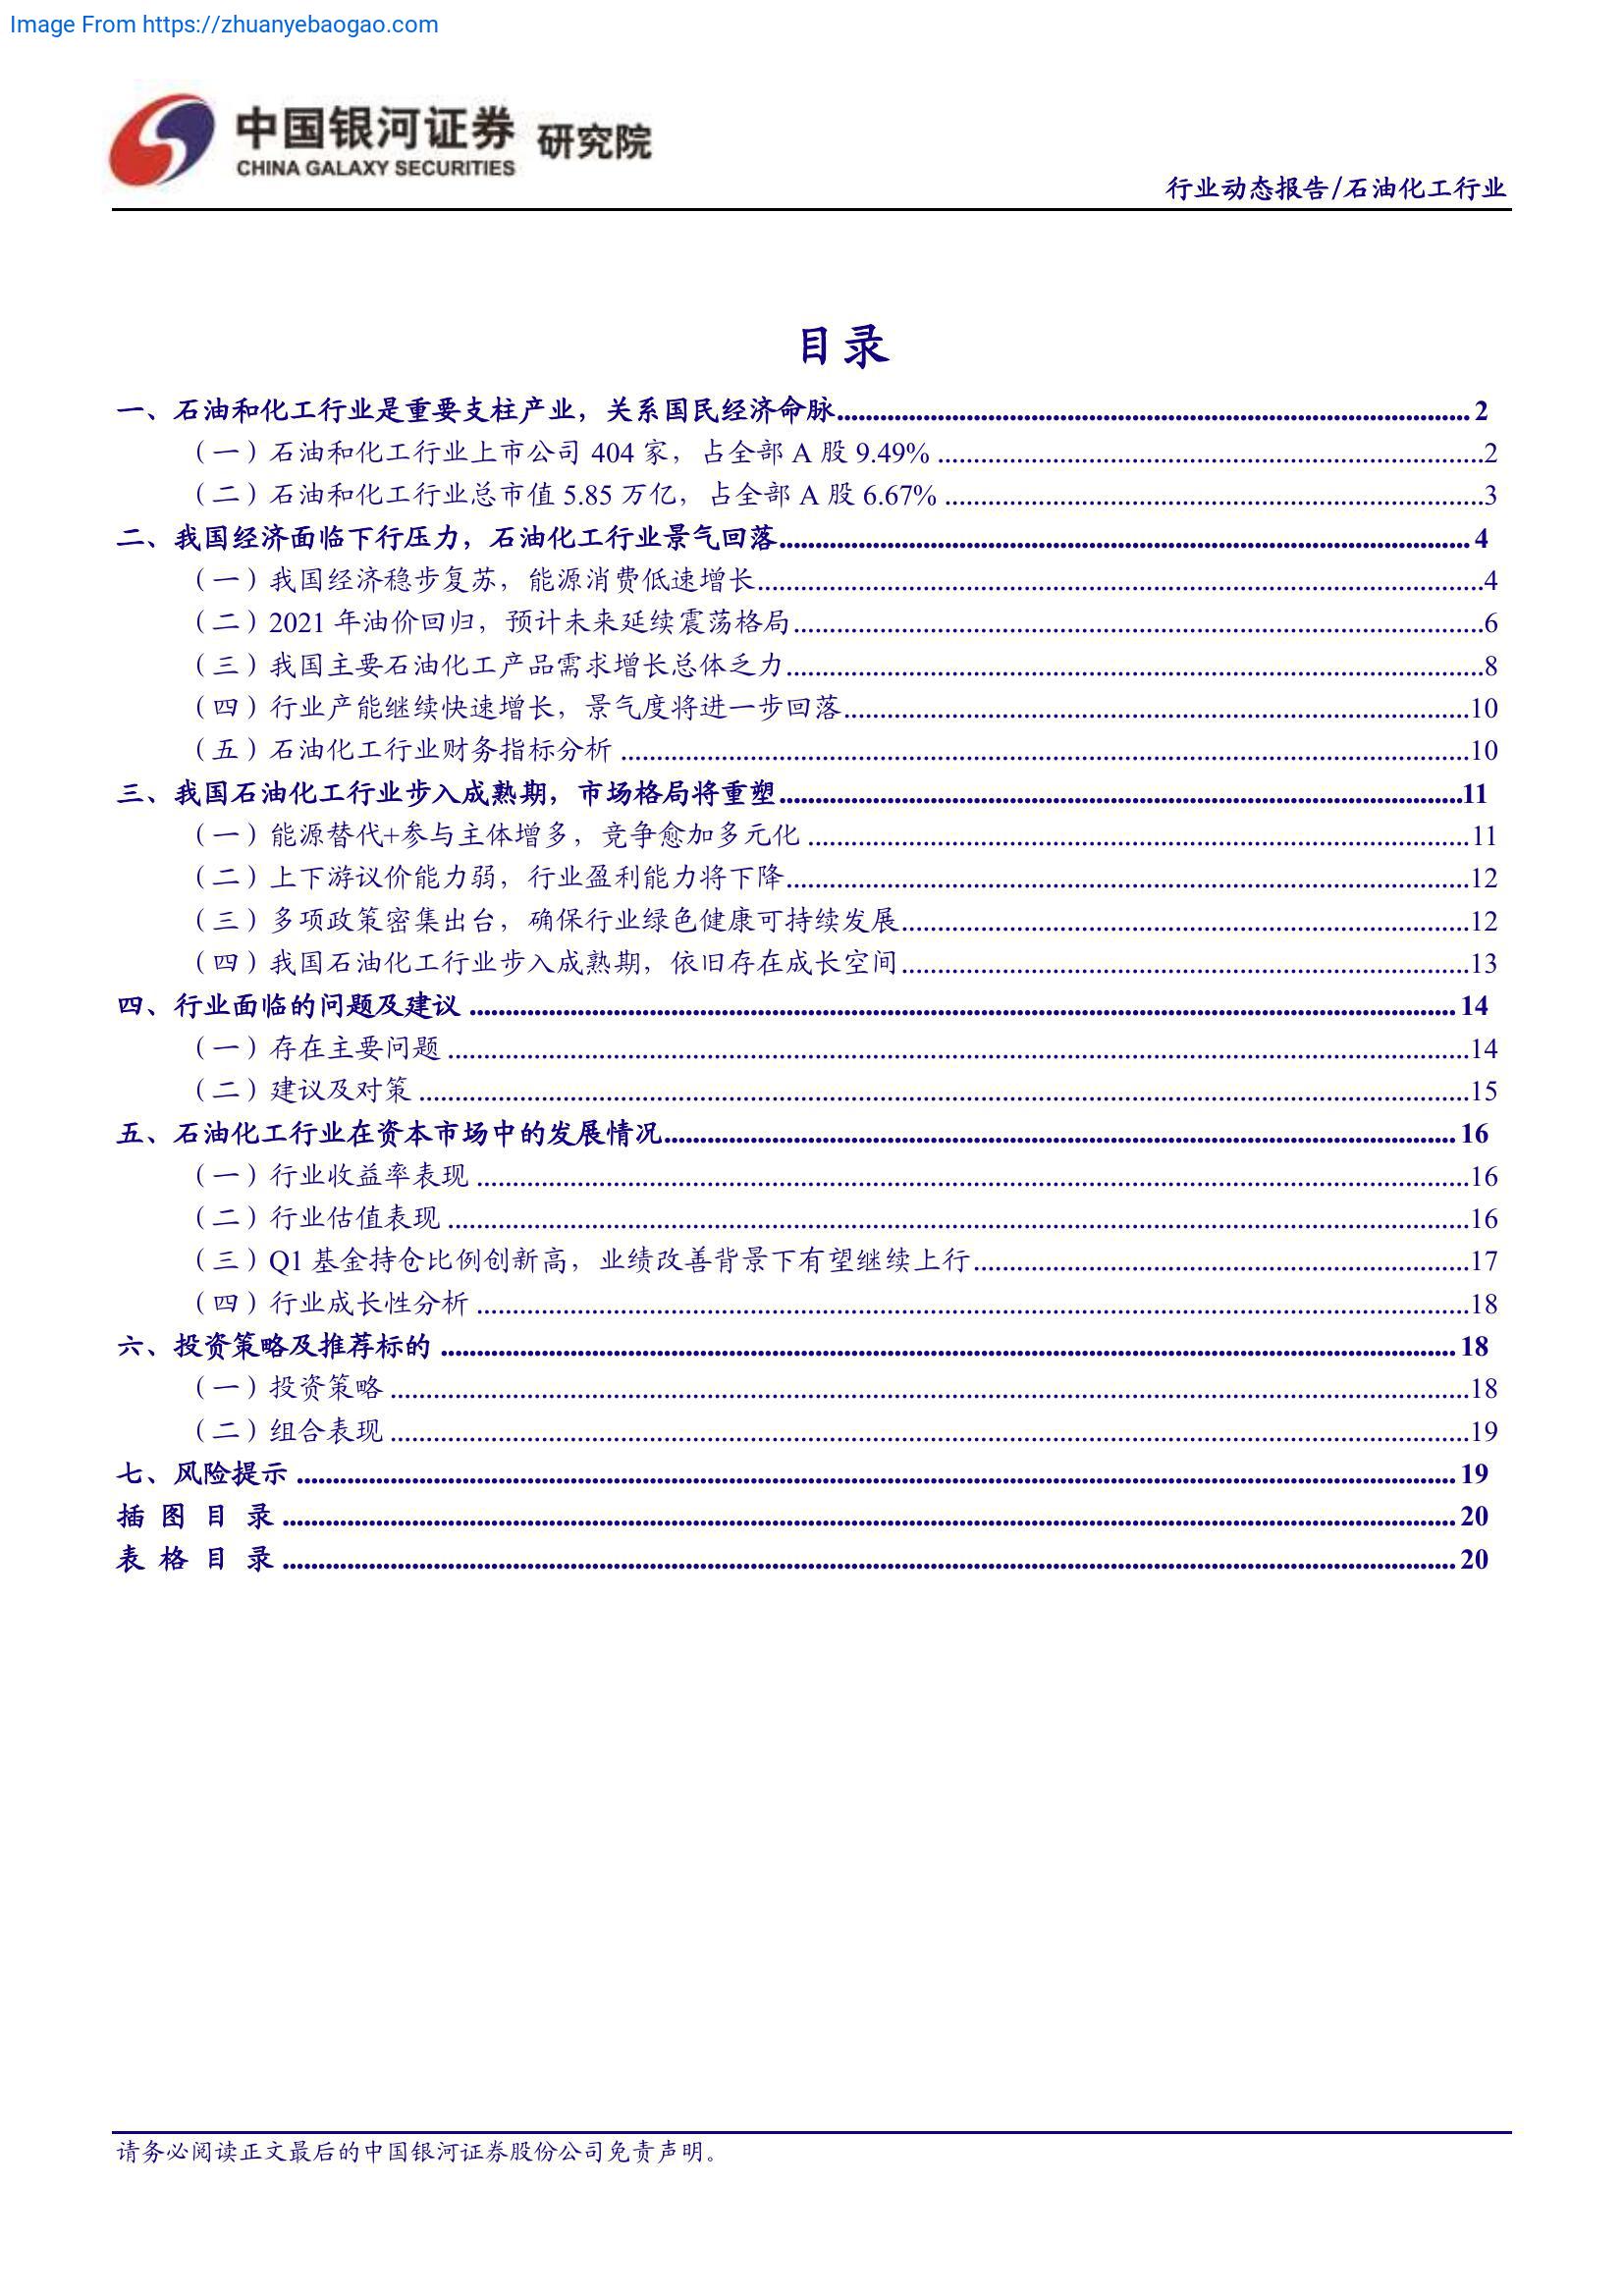 Image From https://zhuanyebaogao.com
中国银河证券 研究院
CHINA GALAXY SECURITIES
行业动态报告/石油化工行业
目录
一、石油和化工行业是重要支柱产业，关系国民经济命脉 2
（一）石油和化工行业上市公司 404 家，占全部 A 股 9.49% 2
（二）石油和化工行业总市值 5.85 万亿，占全部 A 股 6.67% 3
二、我国经济面临下行压力，石油化工行业景气回落 4
（一）我国经济稳步复苏，能源消费低速增长 4
（二）2021 年油价回归，预计未来延续震荡格局 6
（三）我国主要石油化工产品需求增长总体乏力 8
（四）行业产能继续快速增长，景气度将进一步回落 10
（五）石油化工行业财务指标分析 10
三、我国石油化工行业步入成熟期，市场格局将重塑 11
（一）能源替代+参与主体增多，竞争愈加多元化 11
（二）上下游议价能力弱，行业盈利能力将下降 12
（三）多项政策密集出台，确保行业绿色健康可持续发展 12
（四）我国石油化工行业步入成熟期，依旧存在成长空间 13
四、行业面临的问题及建议 14
（一）存在主要问题 14
（二）建议及对策 15
五、石油化工行业在资本市场中的发展情况 16
（一）行业收益率表现 16
（二）行业估值表现 16
（三）Q1 基金持仓比例创新高，业绩改善背景下有望继续上行 17
（四）行业成长性分析 18
六、投资策略及推荐标的 18
（一）投资策略 18
（二）组合表现 19
七、风险提示 19
插 图 目 录 20
表 格 目 录 20
请务必阅读正文最后的中国银河证券股份公司免责声明。